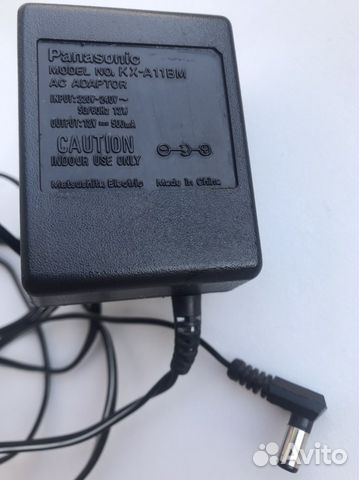 Panasonic
MODEL NO. KX-A11BM
AC ADAPTOR
INPUT: 220V-240V ~
50/60Hz 12W
OUTPUT: 12V ⎓ 500mA
CAUTION
INDOOR USE ONLY
Matsushita Electric Made in China
Avito